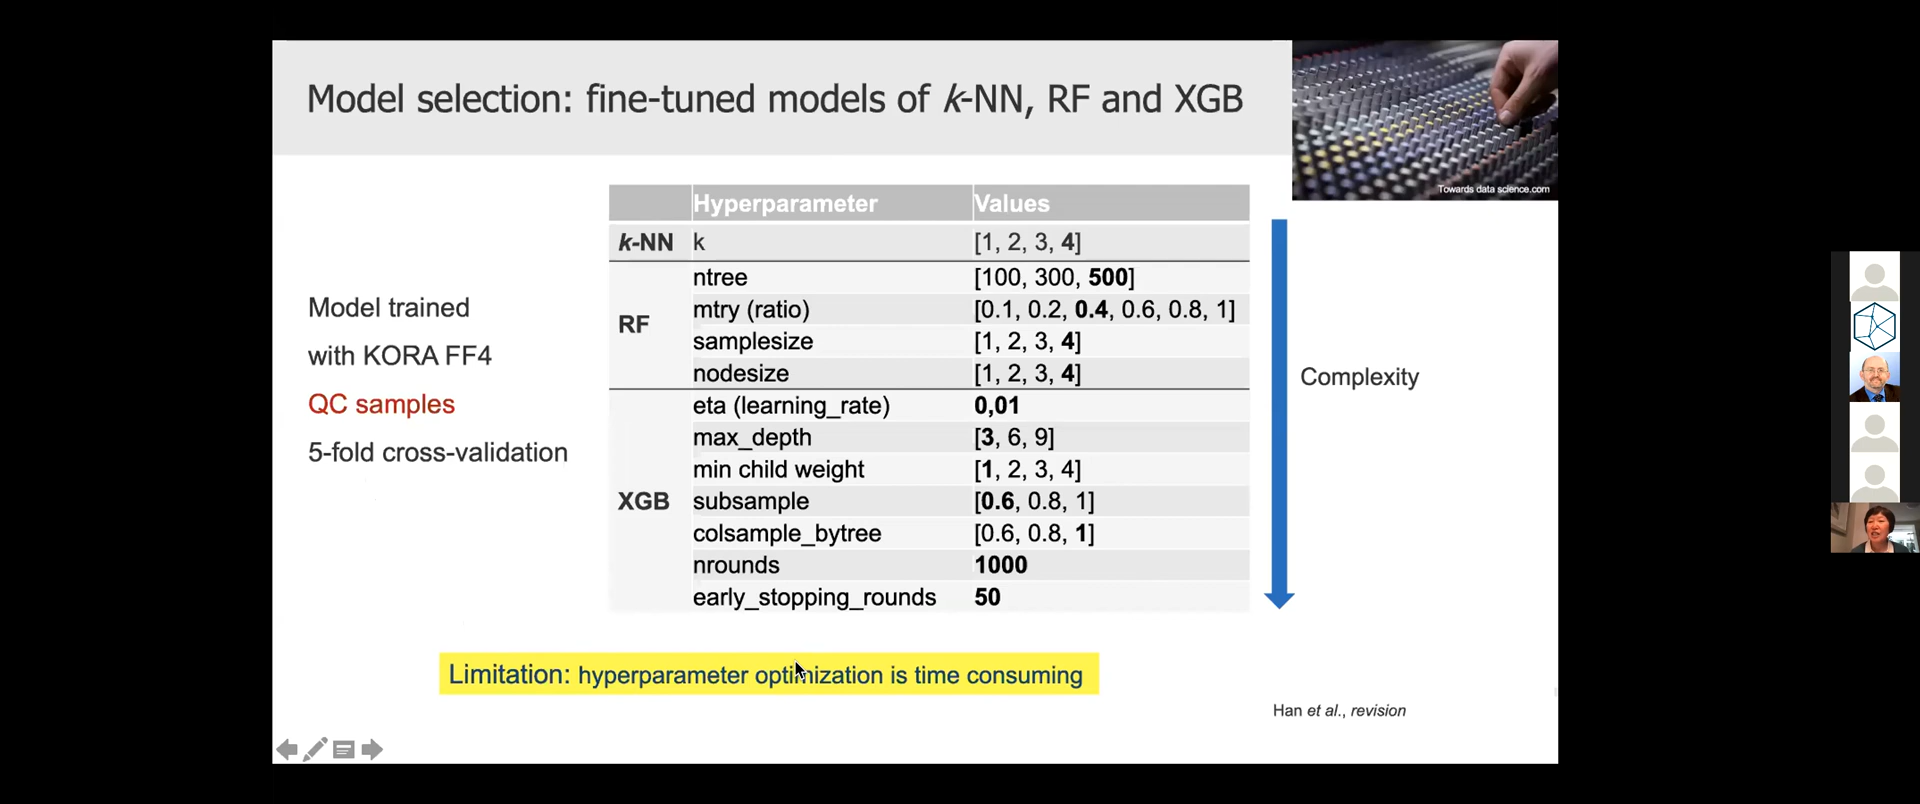 Model selection: fine-tuned models of k-NN, RF and XGB
Towards data science.com
Model trained
with KORA FF4
QC samples
5-fold cross-validation
Hyperparameter Values
k-NN k [1, 2, 3, 4]
RF
ntree [100, 300, 500]
mtry (ratio) [0.1, 0.2, 0.4, 0.6, 0.8, 1]
samplesize [1, 2, 3, 4]
nodesize [1, 2, 3, 4]
XGB
eta (learning_rate) 0,01
max_depth [3, 6, 9]
min child weight [1, 2, 3, 4]
subsample [0.6, 0.8, 1]
colsample_bytree [0.6, 0.8, 1]
nrounds 1000
early_stopping_rounds 50
Complexity
Limitation: hyperparameter optimization is time consuming
Han et al., revision